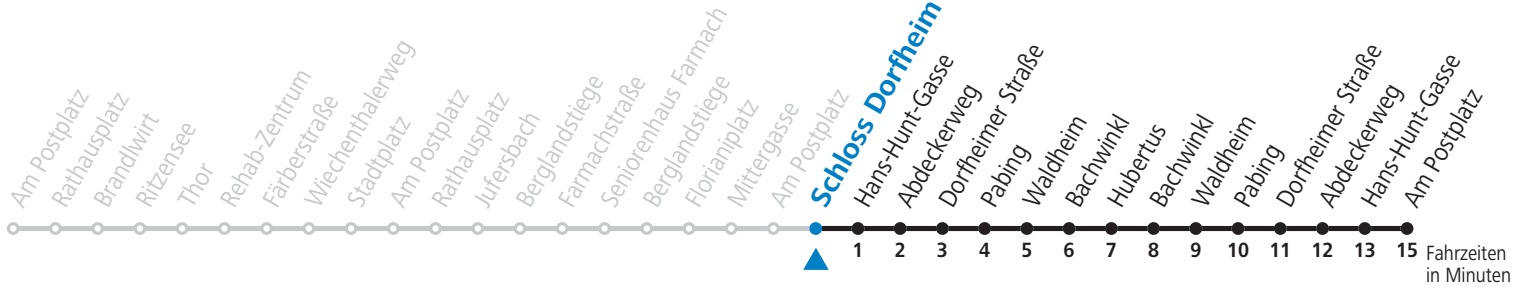 Am Postplatz
Rathausplatz
Brandlwirt
Ritzensee
Thor
Rehab-Zentrum
Färberstraße
Wiechenthalerweg
Stadtplatz
Am Postplatz
Rathausplatz
Jufersbach
Berglandstiege
Farmachstraße
Seniorenhaus Farmach
Berglandstiege
Florianiplatz
Mittergasse
Am Postplatz
Schloss Dorfheim
Hans-Hunt-Gasse
Abdeckerweg
Dorfheimer Straße
Pabing
Waldheim
Bachwinkl
Hubertus
Bachwinkl
Waldheim
Pabing
Dorfheimer Straße
Abdeckerweg
Hans-Hunt-Gasse
Am Postplatz
1 2 3 4 5 6 7 8 9 10 11 12 13 15
Fahrzeiten
in Minuten